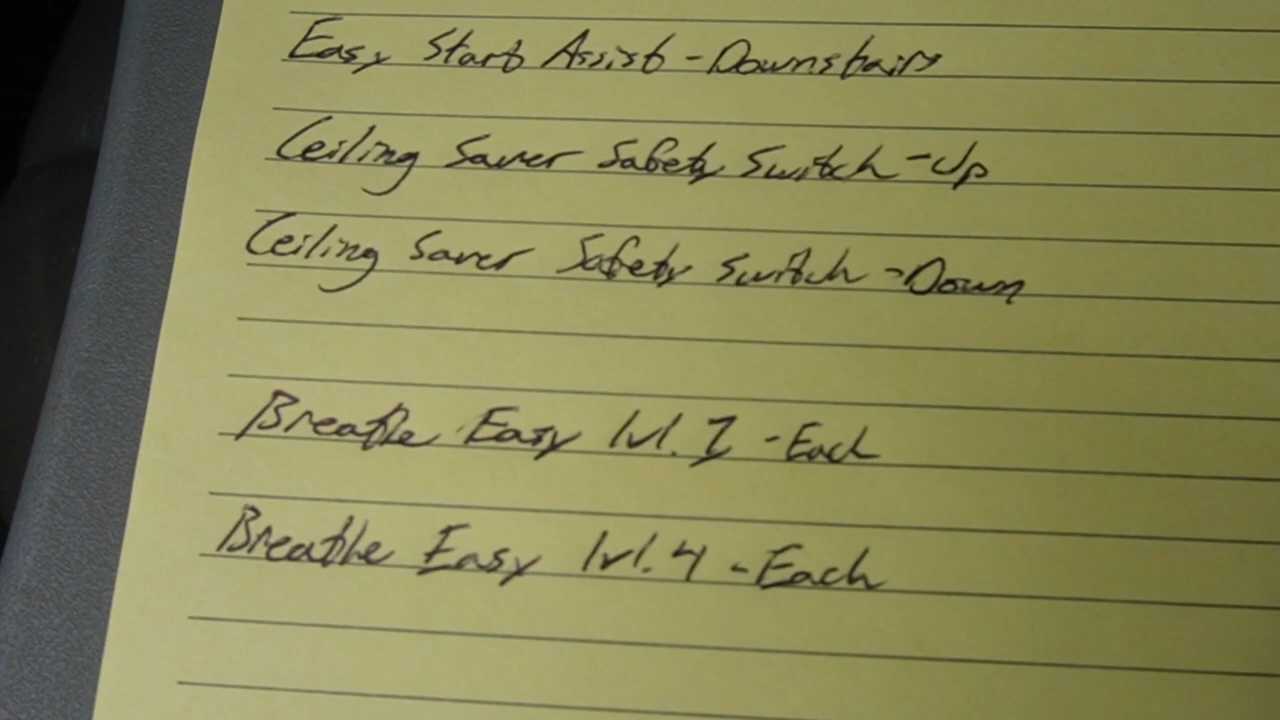 Easy Start Assist - Downstairs
Ceiling Saver Safety Switch - Up
Ceiling Saver Safety Switch - Down
Breathe Easy lvl. - Each
Breathe Easy lvl. 4 - Each